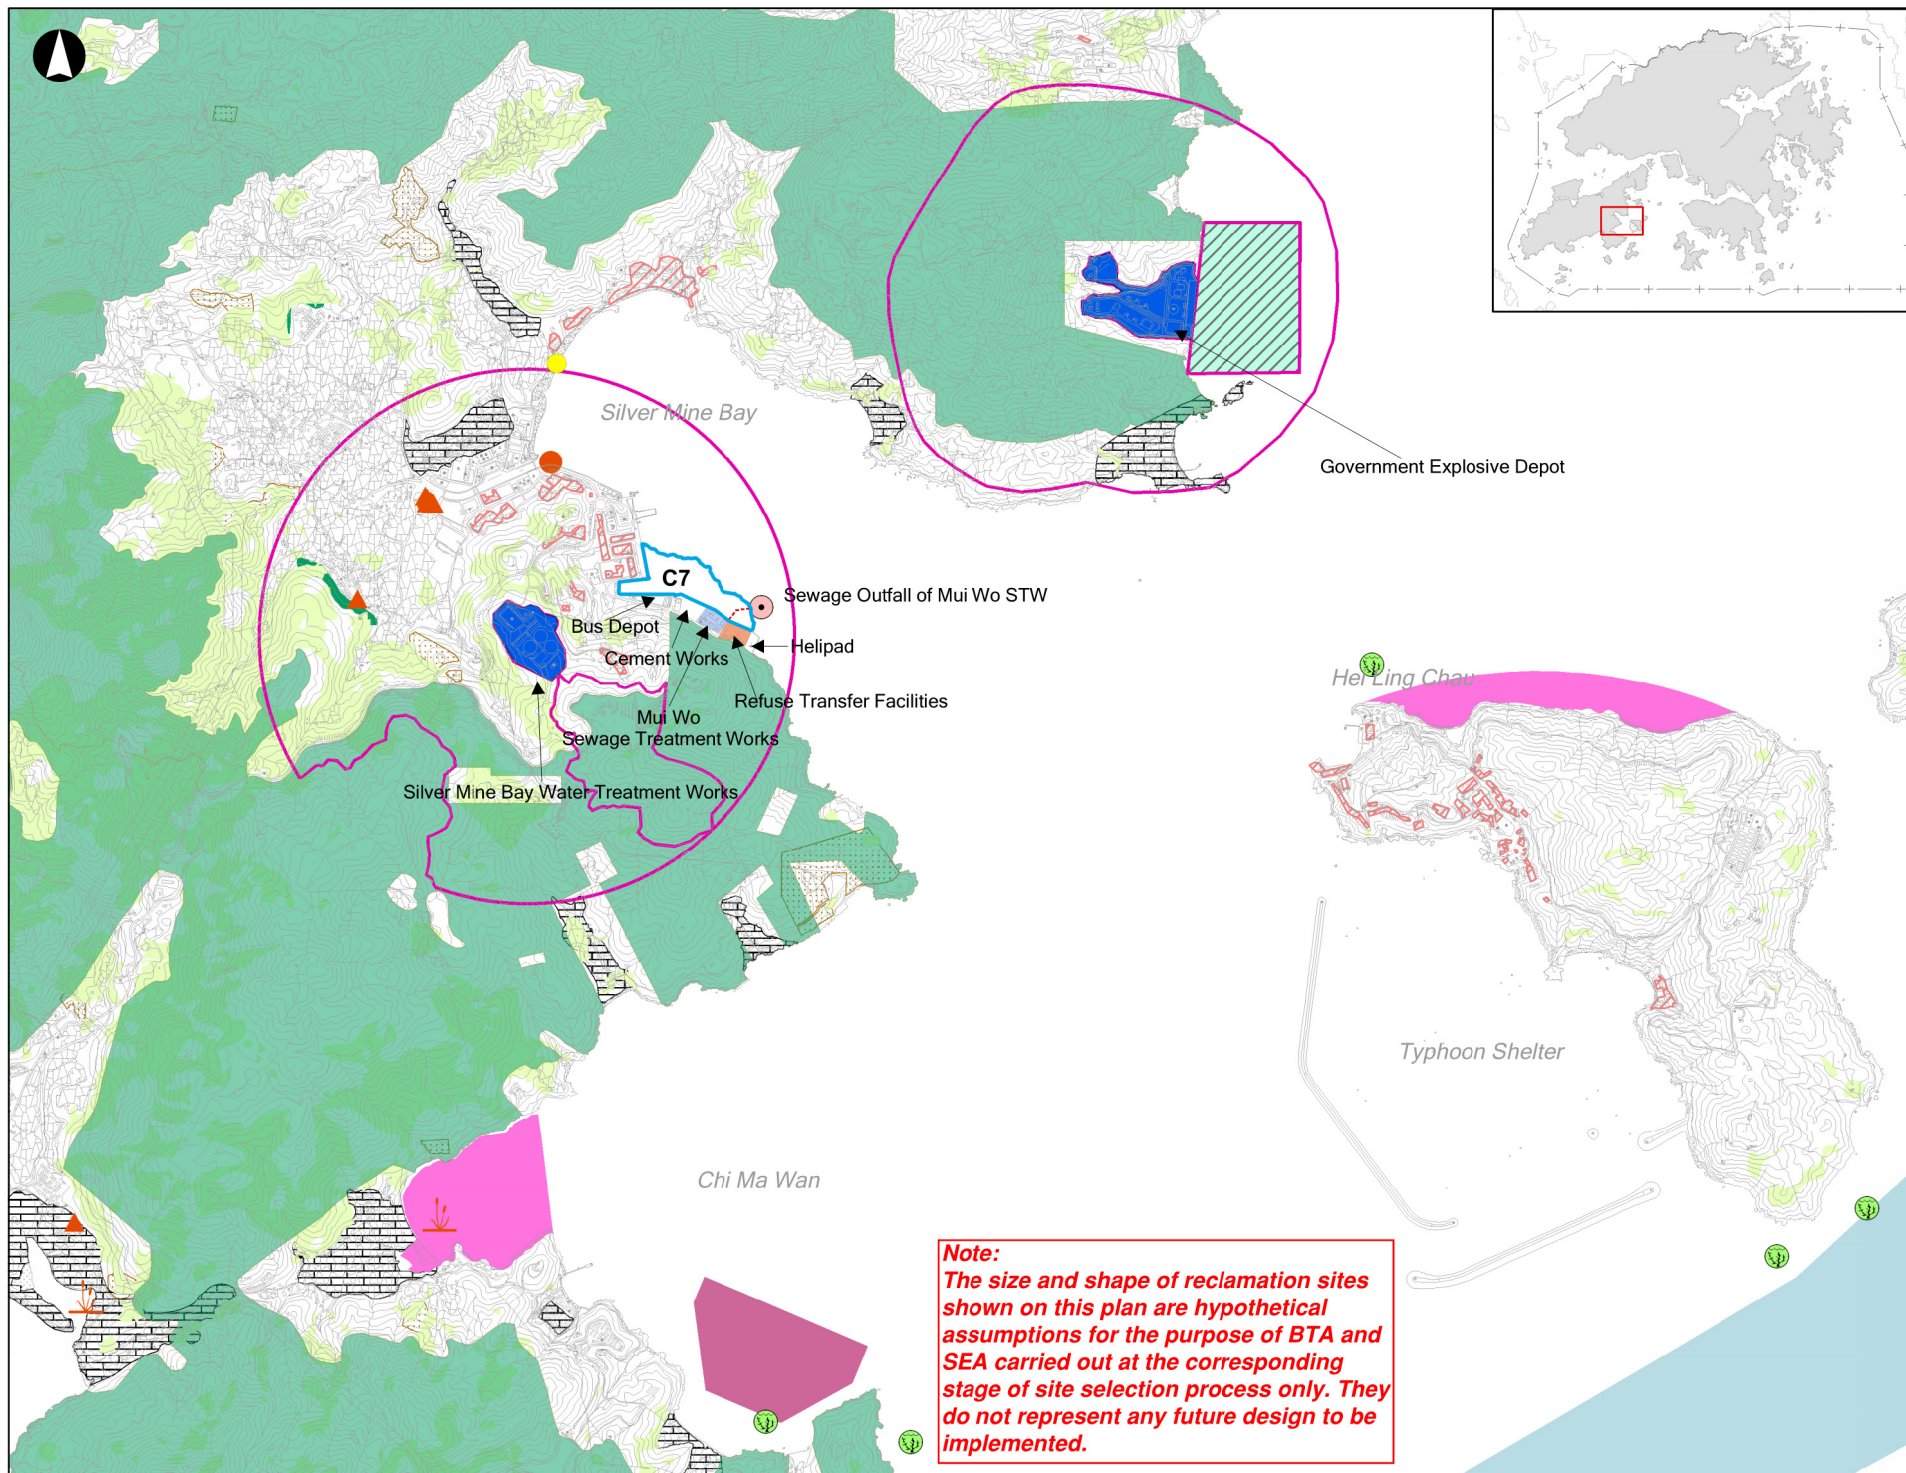 Silver Mine Bay
Government Explosive Depot
C7
Sewage Outfall of Mui Wo STW
Bus Depot
Helipad
Cement Works
Hei Ling Chau
Refuse Transfer Facilities
Mui Wo
Sewage Treatment Works
Silver Mine Bay Water Treatment Works
Typhoon Shelter
Chi Ma Wan
Note:
The size and shape of reclamation sites
shown on this plan are hypothetical
assumptions for the purpose of BTA and
SEA carried out at the corresponding
stage of site selection process only. They
do not represent any future design to be
implemented.